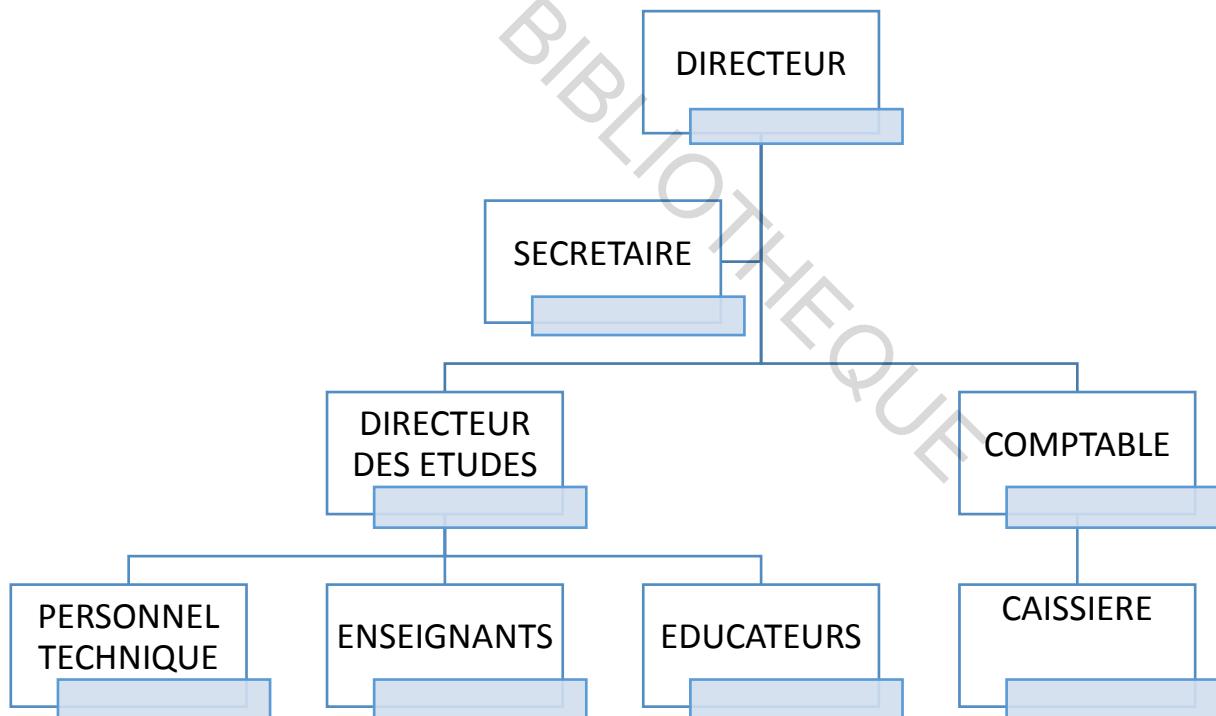 DIRECTEUR
SECRETAIRE
DIRECTEUR
DES ETUDES
COMPTABLE
PERSONNEL
TECHNIQUE
ENSEIGNANTS
EDUCATEURS
CAISSIERE
BIBLIOTHEQUE